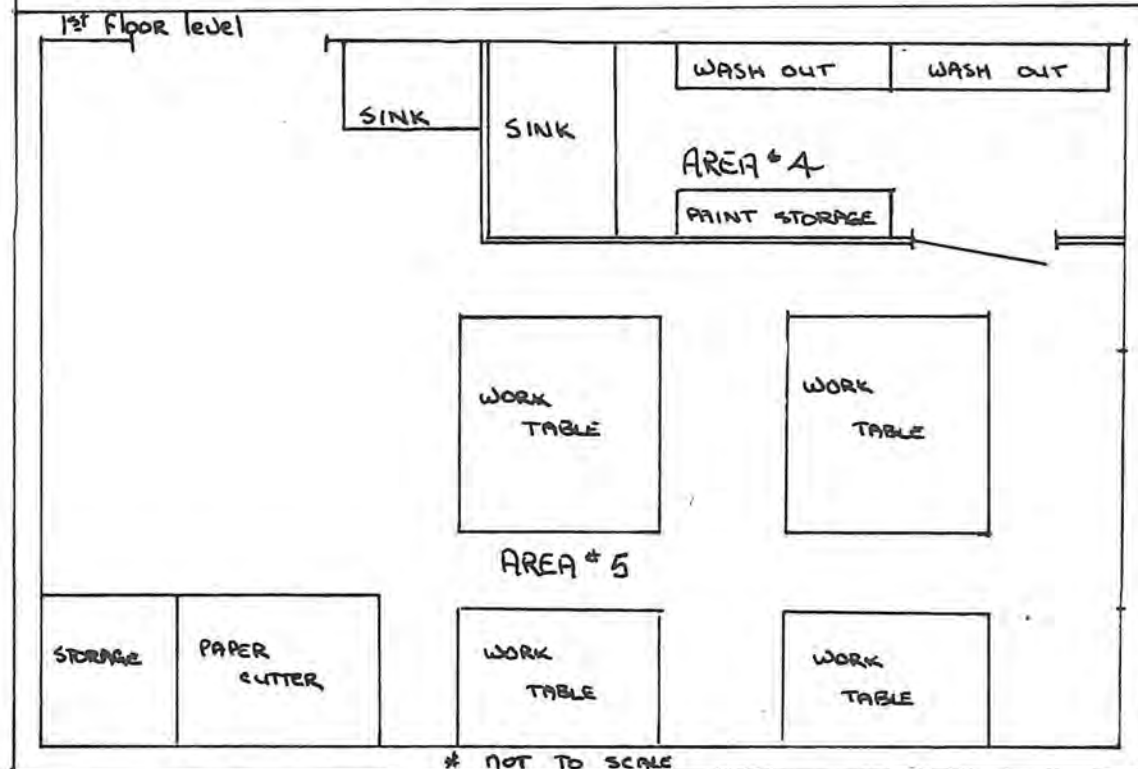 1st floor level
SINK
SINK
WASH OUT
WASH OUT
AREA # 4
PAINT STORAGE
WORK
TABLE
WORK
TABLE
AREA # 5
STORAGE
PAPER
CUTTER
WORK
TABLE
WORK
TABLE
* NOT TO SCALE